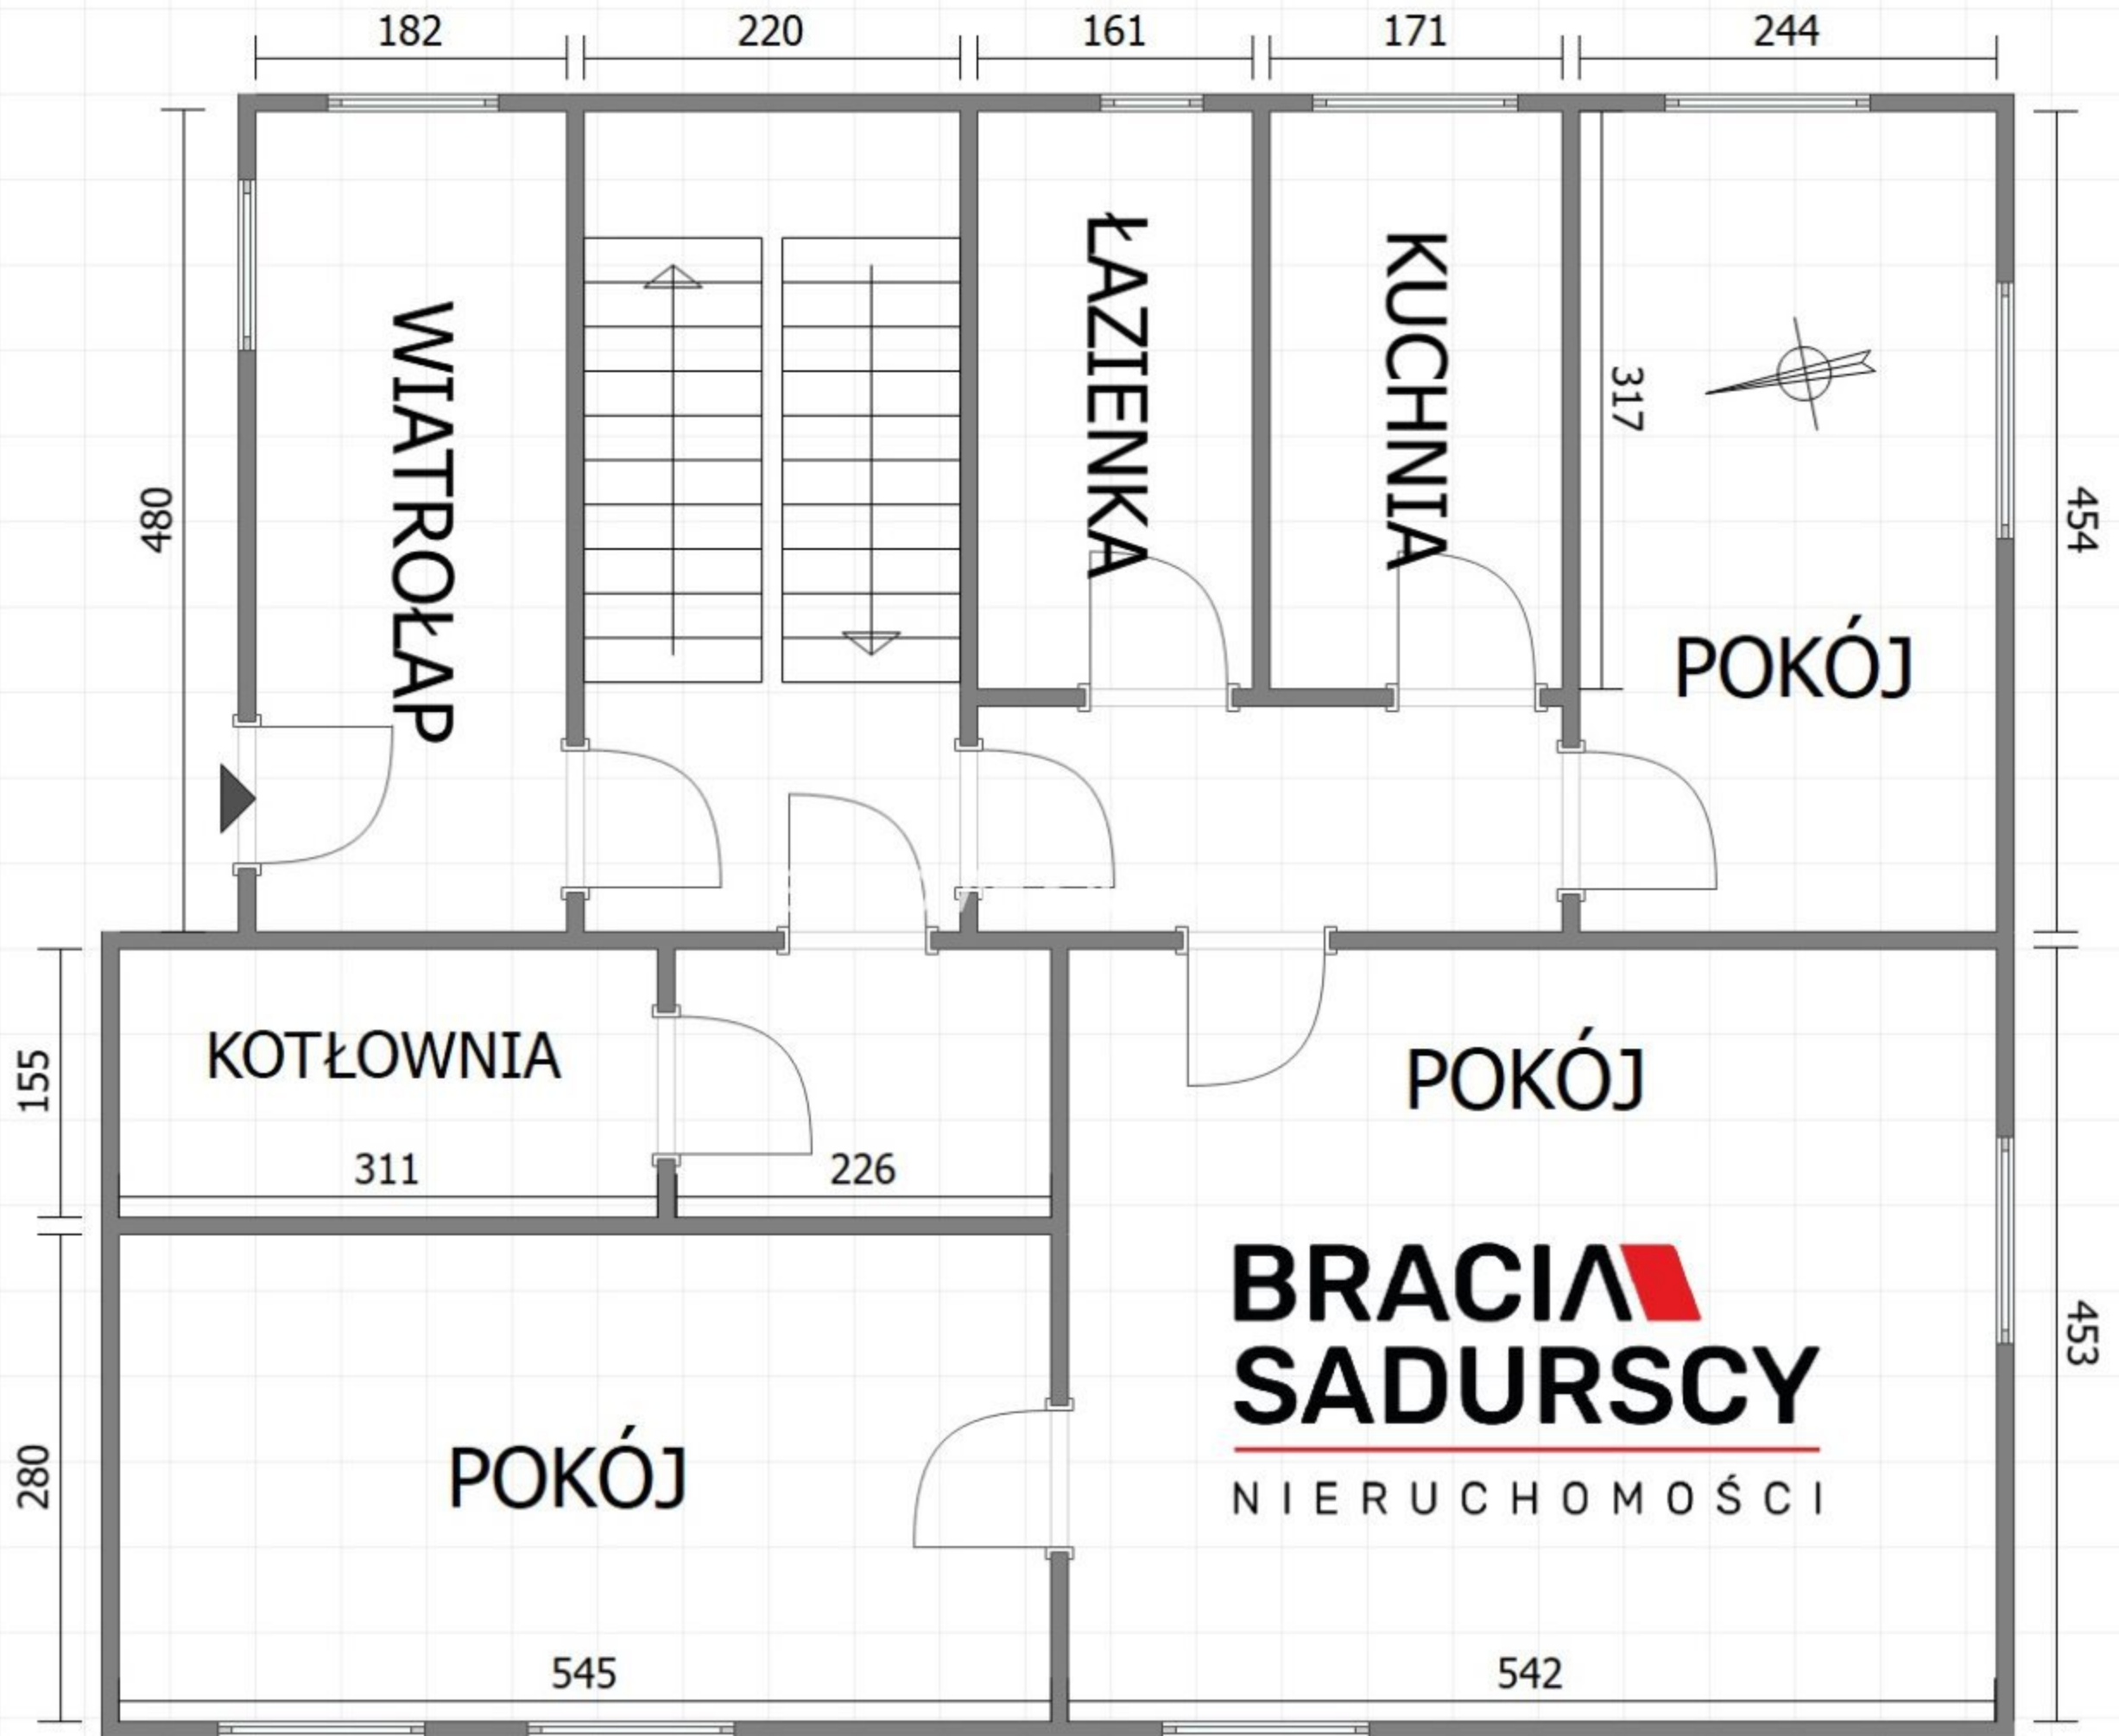 182 220 161 171 244
480
WIATROŁAP
ŁAZIENKA
KUCHNIA
317
POKÓJ
454
155
KOTŁOWNIA
311
226
POKÓJ
280
POKÓJ
545
BRACIA
SADURSCY
NIERUCHOMOŚCI
453
542